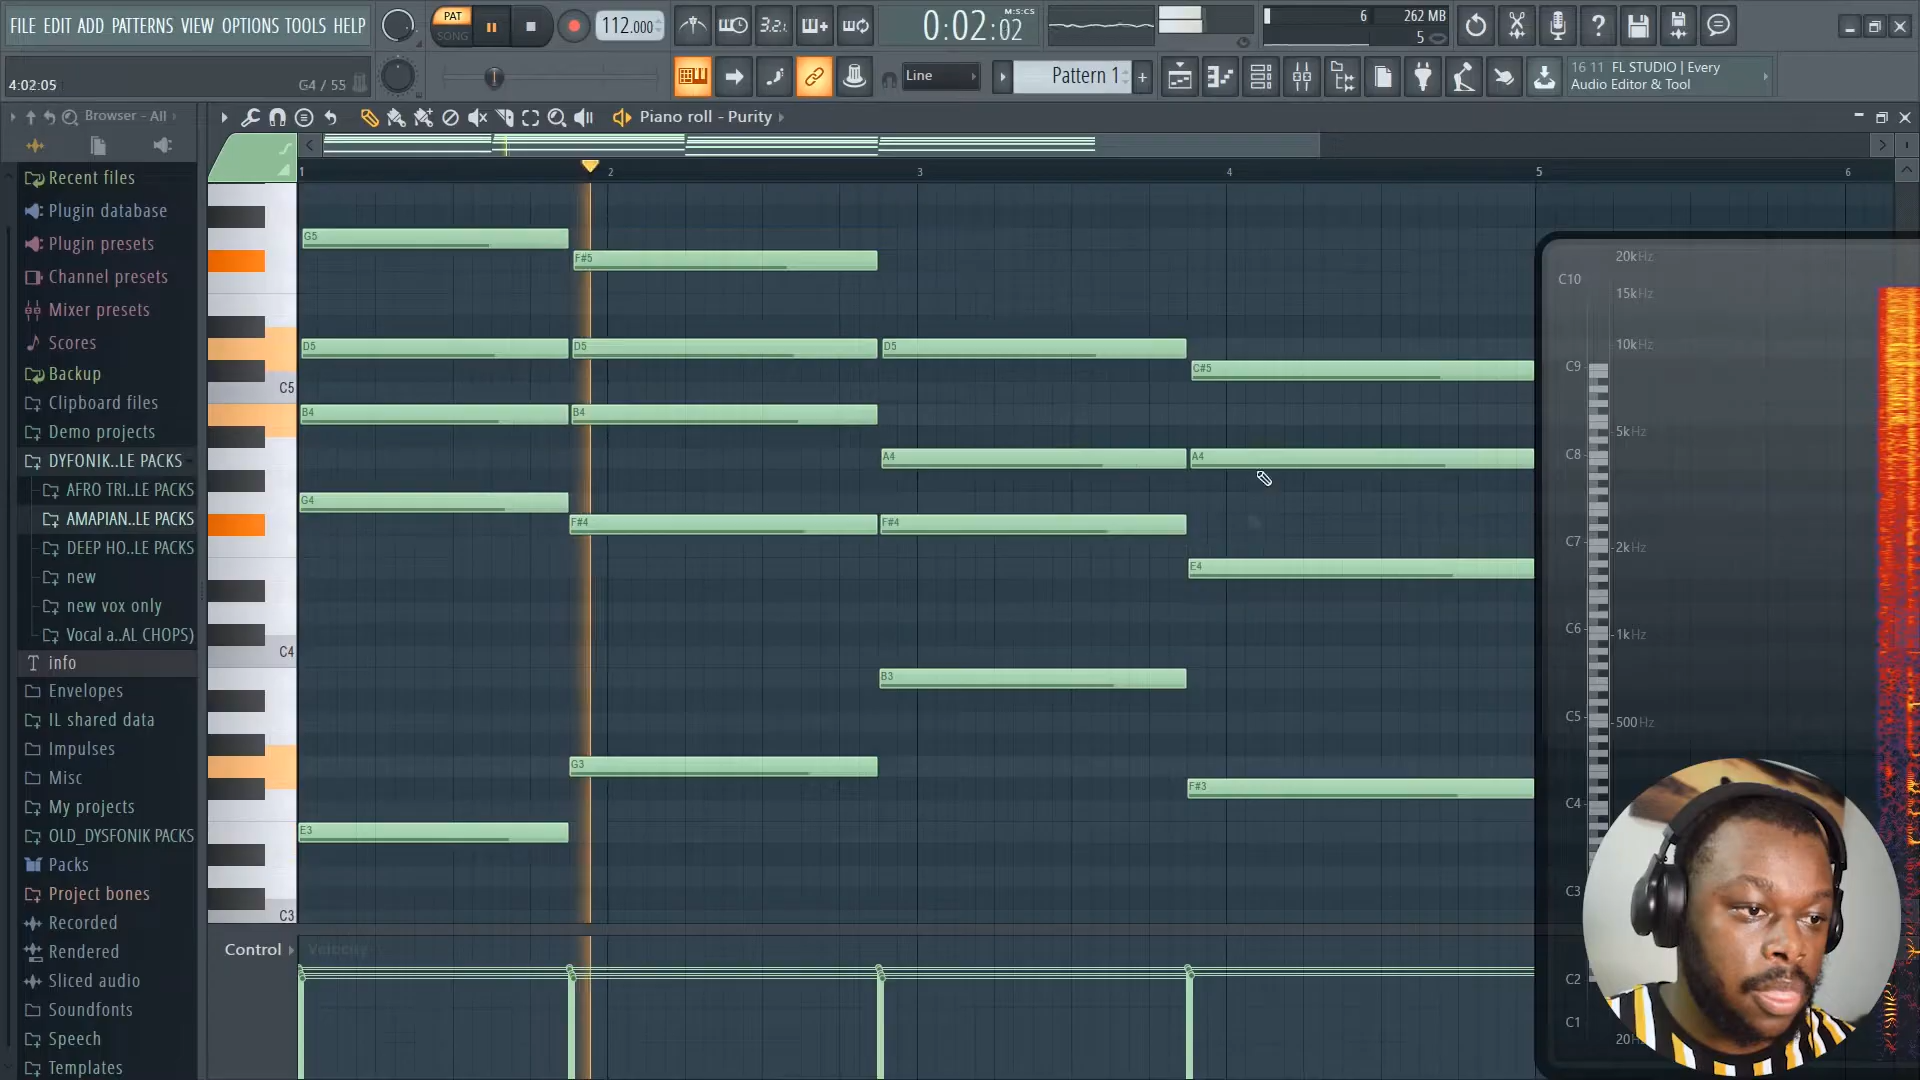 FILE EDIT ADD PATTERNS VIEW OPTIONS TOOLS HELP
PAT
SONG
112.000
3.2.
0:02:02
M:S:CS
6
262 MB
5
4:02:05
G4 / 55
Line
Pattern 1
16 11 FL STUDIO | Every
Audio Editor & Tool
Browser - All
Piano roll - Purity
Recent files
Plugin database
Plugin presets
Channel presets
Mixer presets
Scores
Backup
Clipboard files
Demo projects
DYFONIK..LE PACKS
AFRO TRI..LE PACKS
AMAPIAN..LE PACKS
DEEP HO..LE PACKS
new
new vox only
Vocal a..AL CHOPS)
info
Envelopes
IL shared data
Impulses
Misc
My projects
OLD_DYSFONIK PACKS
Packs
Project bones
Recorded
Rendered
Sliced audio
Soundfonts
Speech
Templates
1 2 3 4 5 6
C5
C4
C3
G5
F#5
D5 D5 D5
C#5
B4 B4
A4 A4
G4
F#4 F#4
E4
B3
G3
F#3
E3
Control
Velocity
C10
C9
C8
C7
C6
C5
C4
C3
C2
C1
20kHz
15kHz
10kHz
5kHz
2kHz
1kHz
500Hz
20